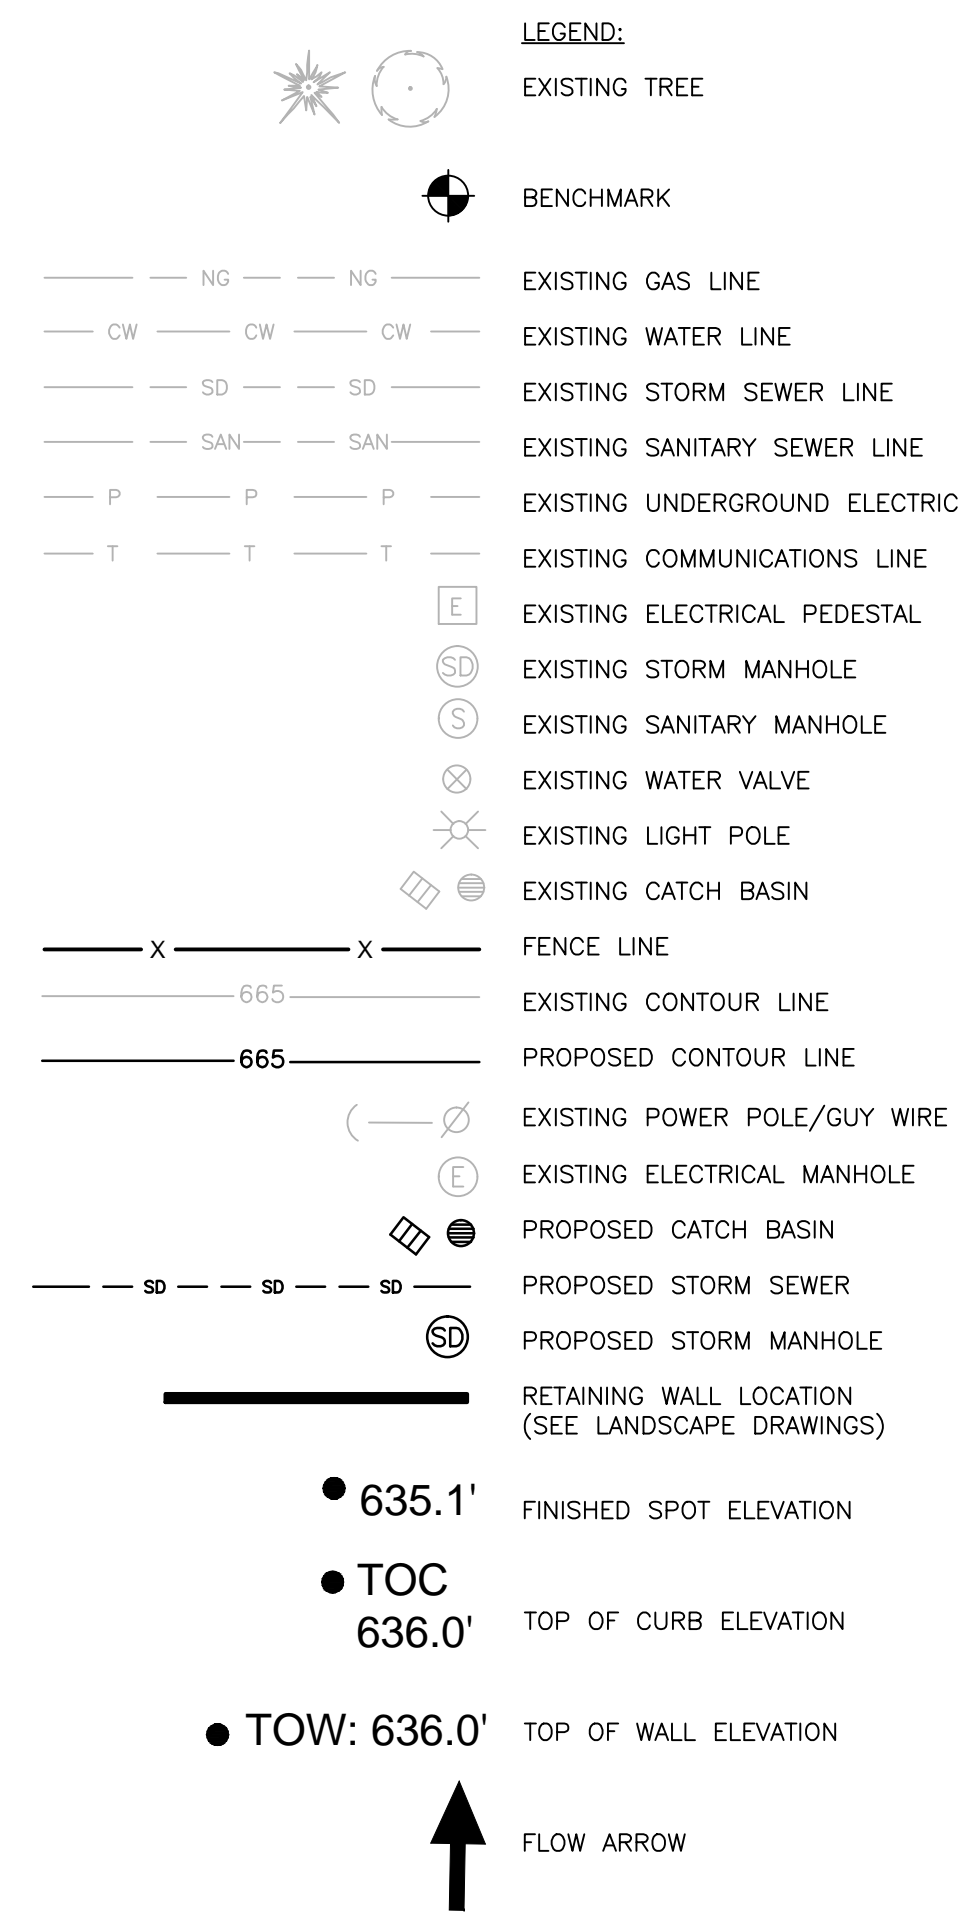 LEGEND:
EXISTING TREE
BENCHMARK
NG NG EXISTING GAS LINE
CW CW CW EXISTING WATER LINE
SD SD EXISTING STORM SEWER LINE
SAN SAN EXISTING SANITARY SEWER LINE
P P P EXISTING UNDERGROUND ELECTRIC
T T T EXISTING COMMUNICATIONS LINE
E EXISTING ELECTRICAL PEDESTAL
SD EXISTING STORM MANHOLE
S EXISTING SANITARY MANHOLE
EXISTING WATER VALVE
EXISTING LIGHT POLE
EXISTING CATCH BASIN
X X FENCE LINE
665 EXISTING CONTOUR LINE
665 PROPOSED CONTOUR LINE
EXISTING POWER POLE/GUY WIRE
E EXISTING ELECTRICAL MANHOLE
PROPOSED CATCH BASIN
SD SD SD PROPOSED STORM SEWER
SD PROPOSED STORM MANHOLE
RETAINING WALL LOCATION
(SEE LANDSCAPE DRAWINGS)
635.1' FINISHED SPOT ELEVATION
TOC
636.0' TOP OF CURB ELEVATION
TOW: 636.0' TOP OF WALL ELEVATION
FLOW ARROW